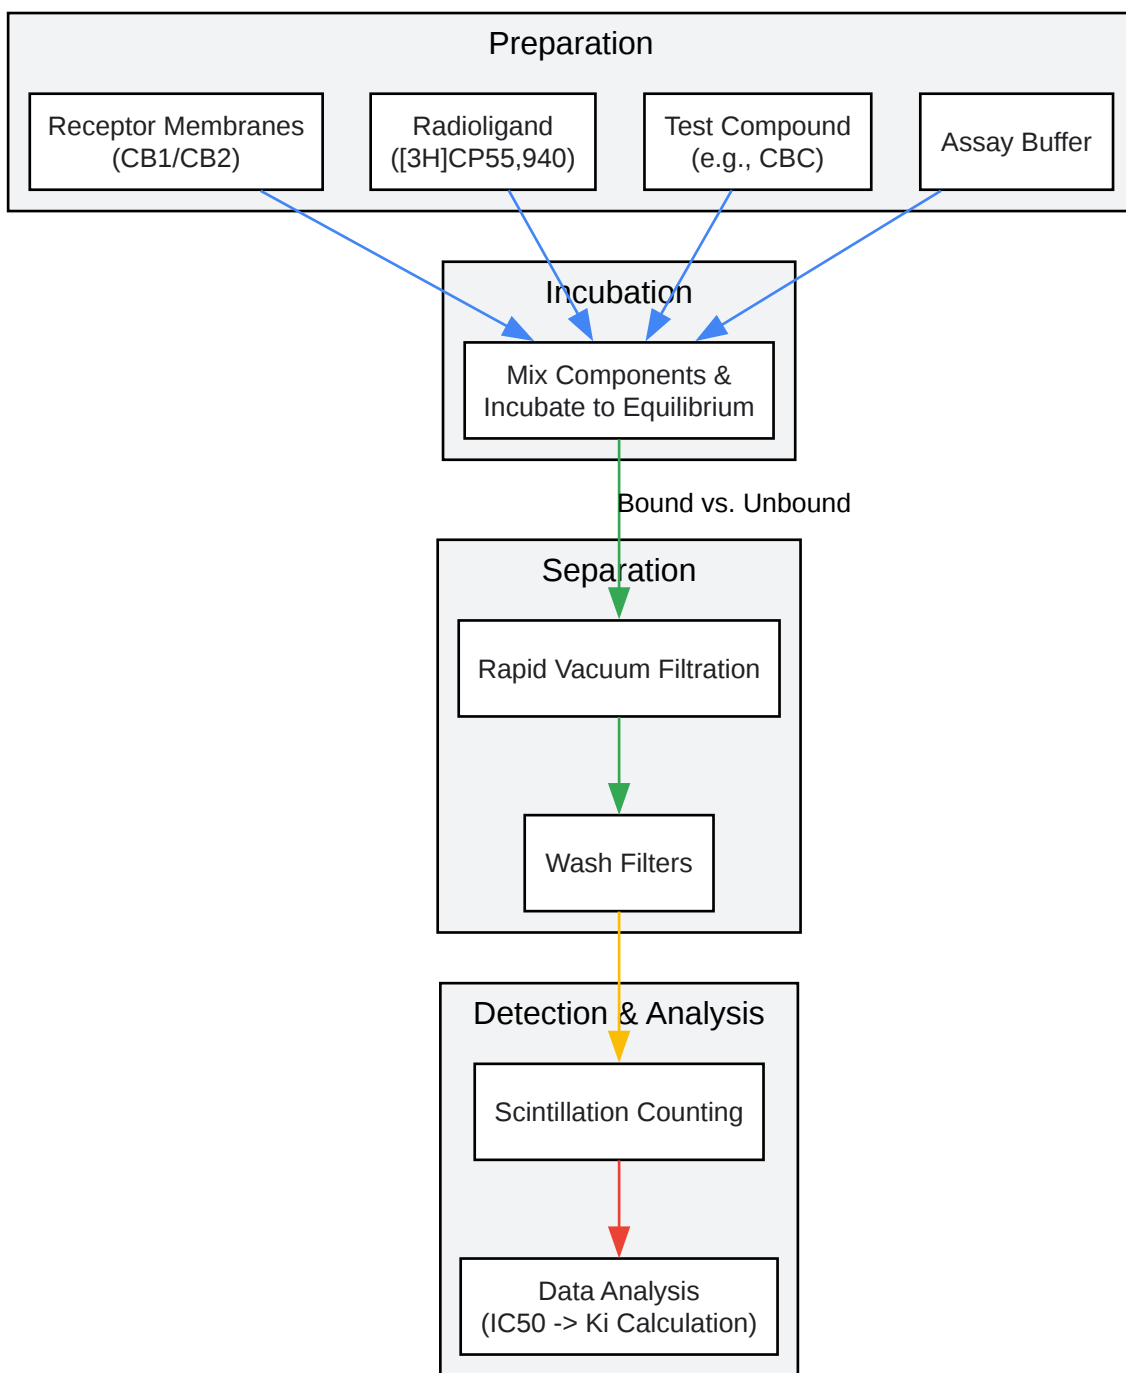 Preparation
Receptor Membranes
(CB1/CB2)
Radioligand
([3H]CP55,940)
Test Compound
(e.g., CBC)
Assay Buffer
Incubation
Mix Components &
Incubate to Equilibrium
Bound vs. Unbound
Separation
Rapid Vacuum Filtration
Wash Filters
Detection & Analysis
Scintillation Counting
Data Analysis
(IC50 -> Ki Calculation)